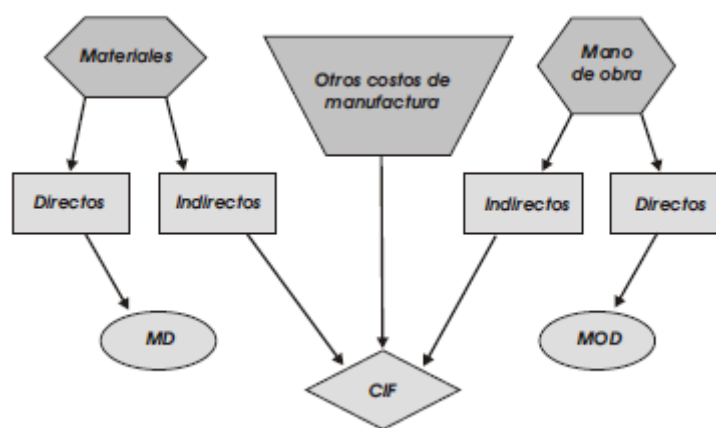 Materiales
Otros costos de
manufactura
Mano
de obra
Directos
Indirectos
Indirectos
Directos
MD
MOD
CIF